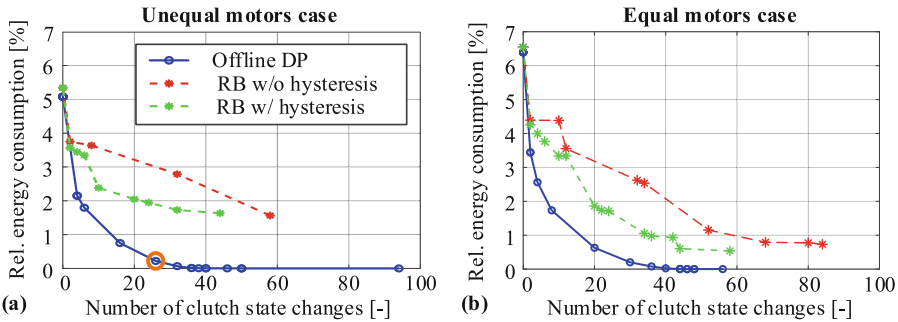 Unequal motors case
Rel. energy consumption [%]
7
6
5
4
3
2
1
0
Offline DP
RB w/o hysteresis
RB w/ hysteresis
0 20 40 60 80 100
(a) Number of clutch state changes [-]
Equal motors case
Rel. energy consumption [%]
7
6
5
4
3
2
1
0
0 20 40 60 80 100
(b) Number of clutch state changes [-]